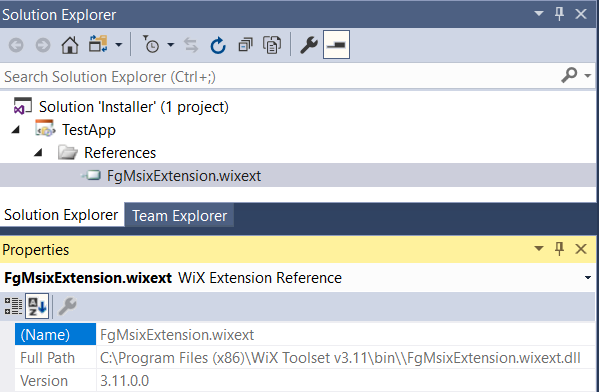 Solution Explorer
Search Solution Explorer (Ctrl+;)
Solution 'Installer' (1 project)
TestApp
References
FgMsixExtension.wixext
Solution Explorer Team Explorer
Properties
FgMsixExtension.wixext WiX Extension Reference
(Name) FgMsixExtension.wixext
Full Path C:\Program Files (x86)\WiX Toolset v3.11\bin\\FgMsixExtension.wixext.dll
Version 3.11.0.0